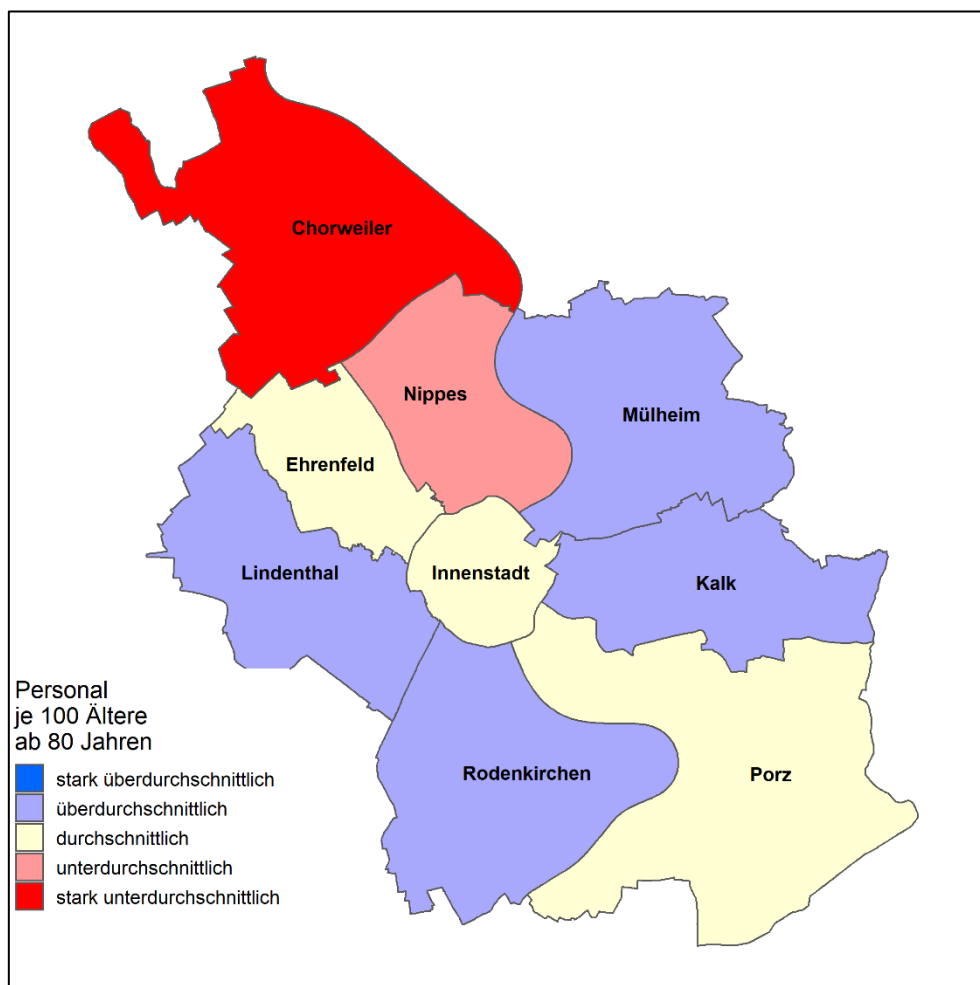 Chorweiler
Nippes
Mülheim
Ehrenfeld
Lindenthal
Innenstadt
Kalk
Rodenkirchen
Porz
Personal
je 100 Ältere
ab 80 Jahren
stark überdurchschnittlich
überdurchschnittlich
durchschnittlich
unterdurchschnittlich
stark unterdurchschnittlich